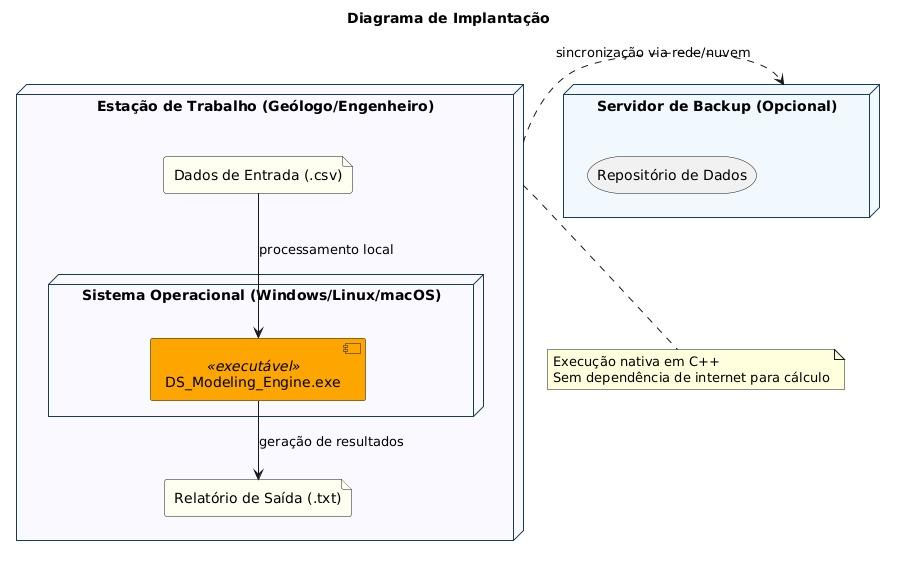 Diagrama de Implantação
sincronização via rede/nuvem
Estação de Trabalho (Geólogo/Engenheiro)
Servidor de Backup (Opcional)
Dados de Entrada (.csv)
Repositório de Dados
processamento local
Sistema Operacional (Windows/Linux/macOS)
«executável»
DS_Modeling_Engine.exe
Execução nativa em C++
Sem dependência de internet para cálculo
geração de resultados
Relatório de Saída (.txt)